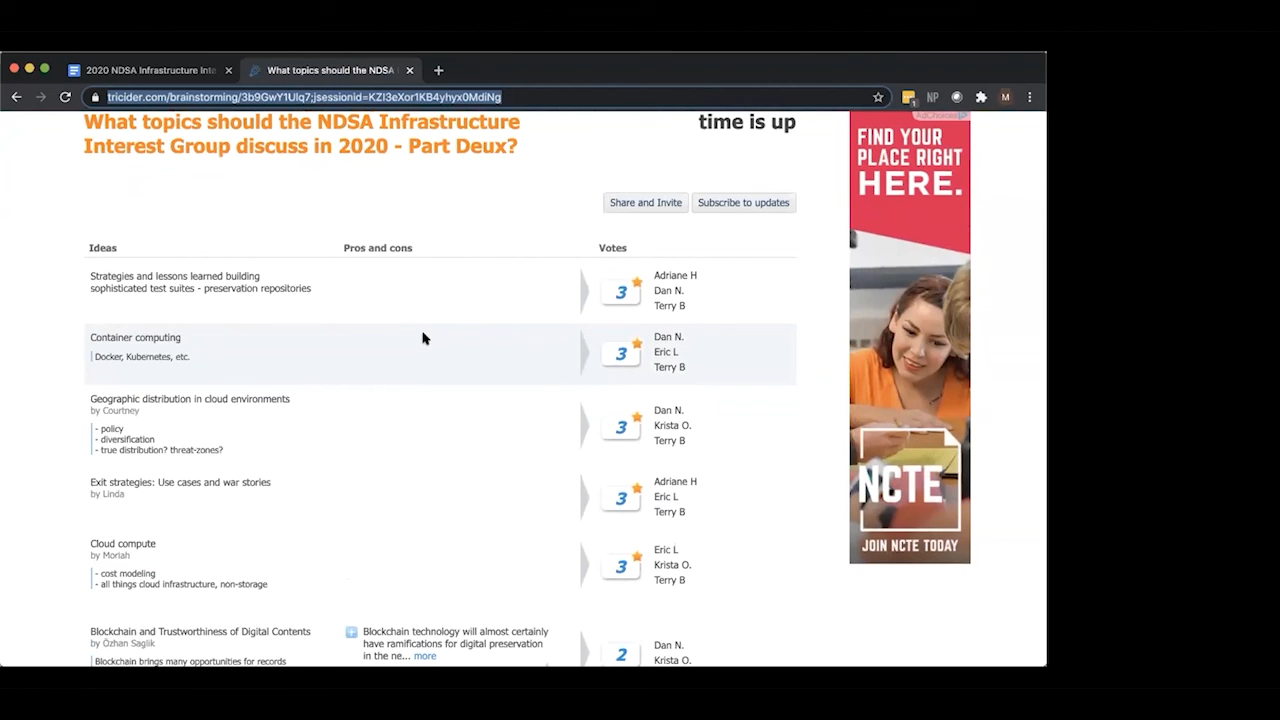 2020 NDSA Infrastructure Inte
What topics should the NDSA
tricider.com/brainstorming/3b9GwY1Ulq7;jsessionid=KZI3eXor1KB4yhyx0MdiNg
NP
M
What topics should the NDSA Infrastructure
Interest Group discuss in 2020 - Part Deux?
time is up
Share and Invite
Subscribe to updates
Ideas
Pros and cons
Votes
Strategies and lessons learned building
sophisticated test suites - preservation repositories
3
Adriane H
Dan N.
Terry B
Container computing
Docker, Kubernetes, etc.
3
Dan N.
Eric L
Terry B
Geographic distribution in cloud environments
by Courtney
- policy
- diversification
- true distribution? threat-zones?
3
Dan N.
Krista O.
Terry B
Exit strategies: Use cases and war stories
by Linda
3
Adriane H
Eric L
Terry B
Cloud compute
by Moriah
- cost modeling
- all things cloud infrastructure, non-storage
3
Eric L
Krista O.
Terry B
Blockchain and Trustworthiness of Digital Contents
by Özhan Saglik
Blockchain brings many opportunities for records
Blockchain technology will almost certainly
have ramifications for digital preservation
in the ne... more
2
Dan N.
Krista O.
AdChoices
FIND YOUR
PLACE RIGHT
HERE.
NCTE
JOIN NCTE TODAY